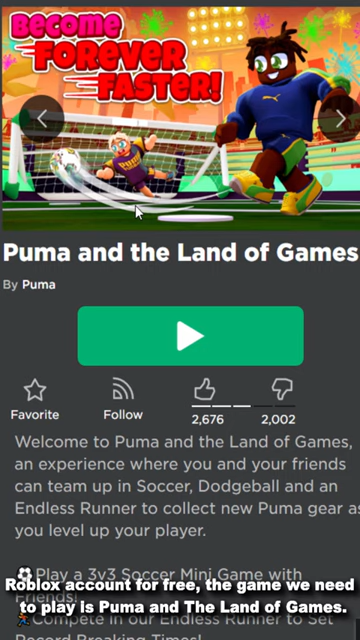 Become
FOREVER
FASTER!
PUMA
Puma and the Land of Games
By Puma
Favorite
Follow
2,676
2,002
Welcome to Puma and the Land of Games,
an experience where you and your friends
can team up in Soccer, Dodgeball and an
Endless Runner to collect new Puma gear as
you level up your player.
Play a 3v3 Soccer Mini Game with
Friends!
Roblox account for free, the game we need
to play is Puma and The Land of Games.
Compete in our Endless Runner to Set
Record Breaking Times!